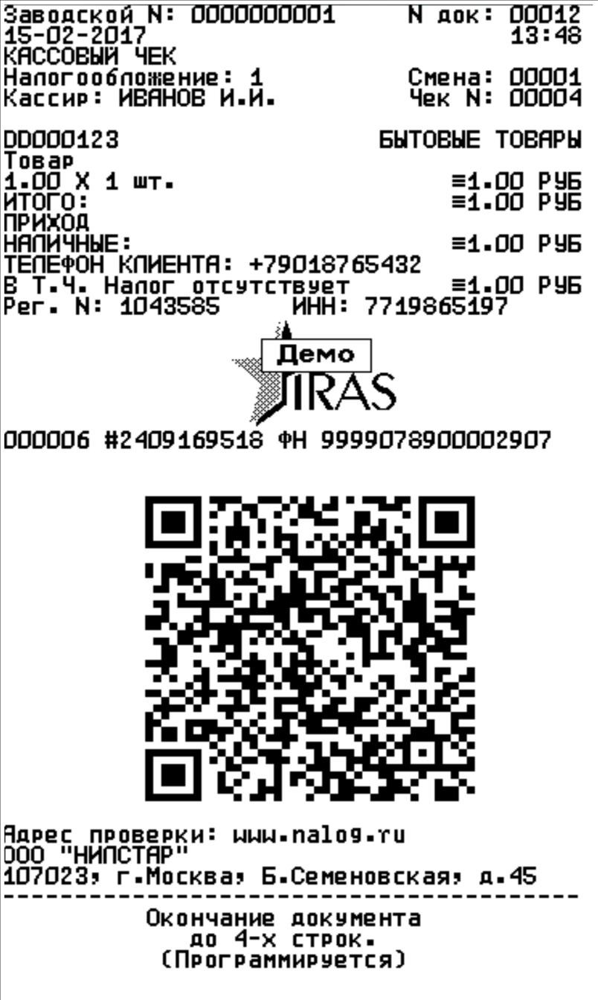 Заводской N: 0000000001 N док: 00012
15-02-2017 13:48
КАССОВЫЙ ЧЕК
Налогообложение: 1 Смена: 00001
Кассир: ИВАНОВ И.И. Чек N: 00004
DD000123 БЫТОВЫЕ ТОВАРЫ
Товар
1.00 X 1 шт. ≡1.00 РУБ
ИТОГО: ≡1.00 РУБ
ПРИХОД
НАЛИЧНЫЕ: ≡1.00 РУБ
ТЕЛЕФОН КЛИЕНТА: +79018765432
В Т.Ч. Налог отсутствует ≡1.00 РУБ
Рег. N: 1043585 ИНН: 7719865197
Демо
IRAS
000006 #2409169518 ФН 9999078900002907
Адрес проверки: www.nalog.ru
ООО "НИПСТАР"
107023, г.Москва, Б.Семеновская, д.45
Окончание документа
до 4-х строк.
(Программируется)